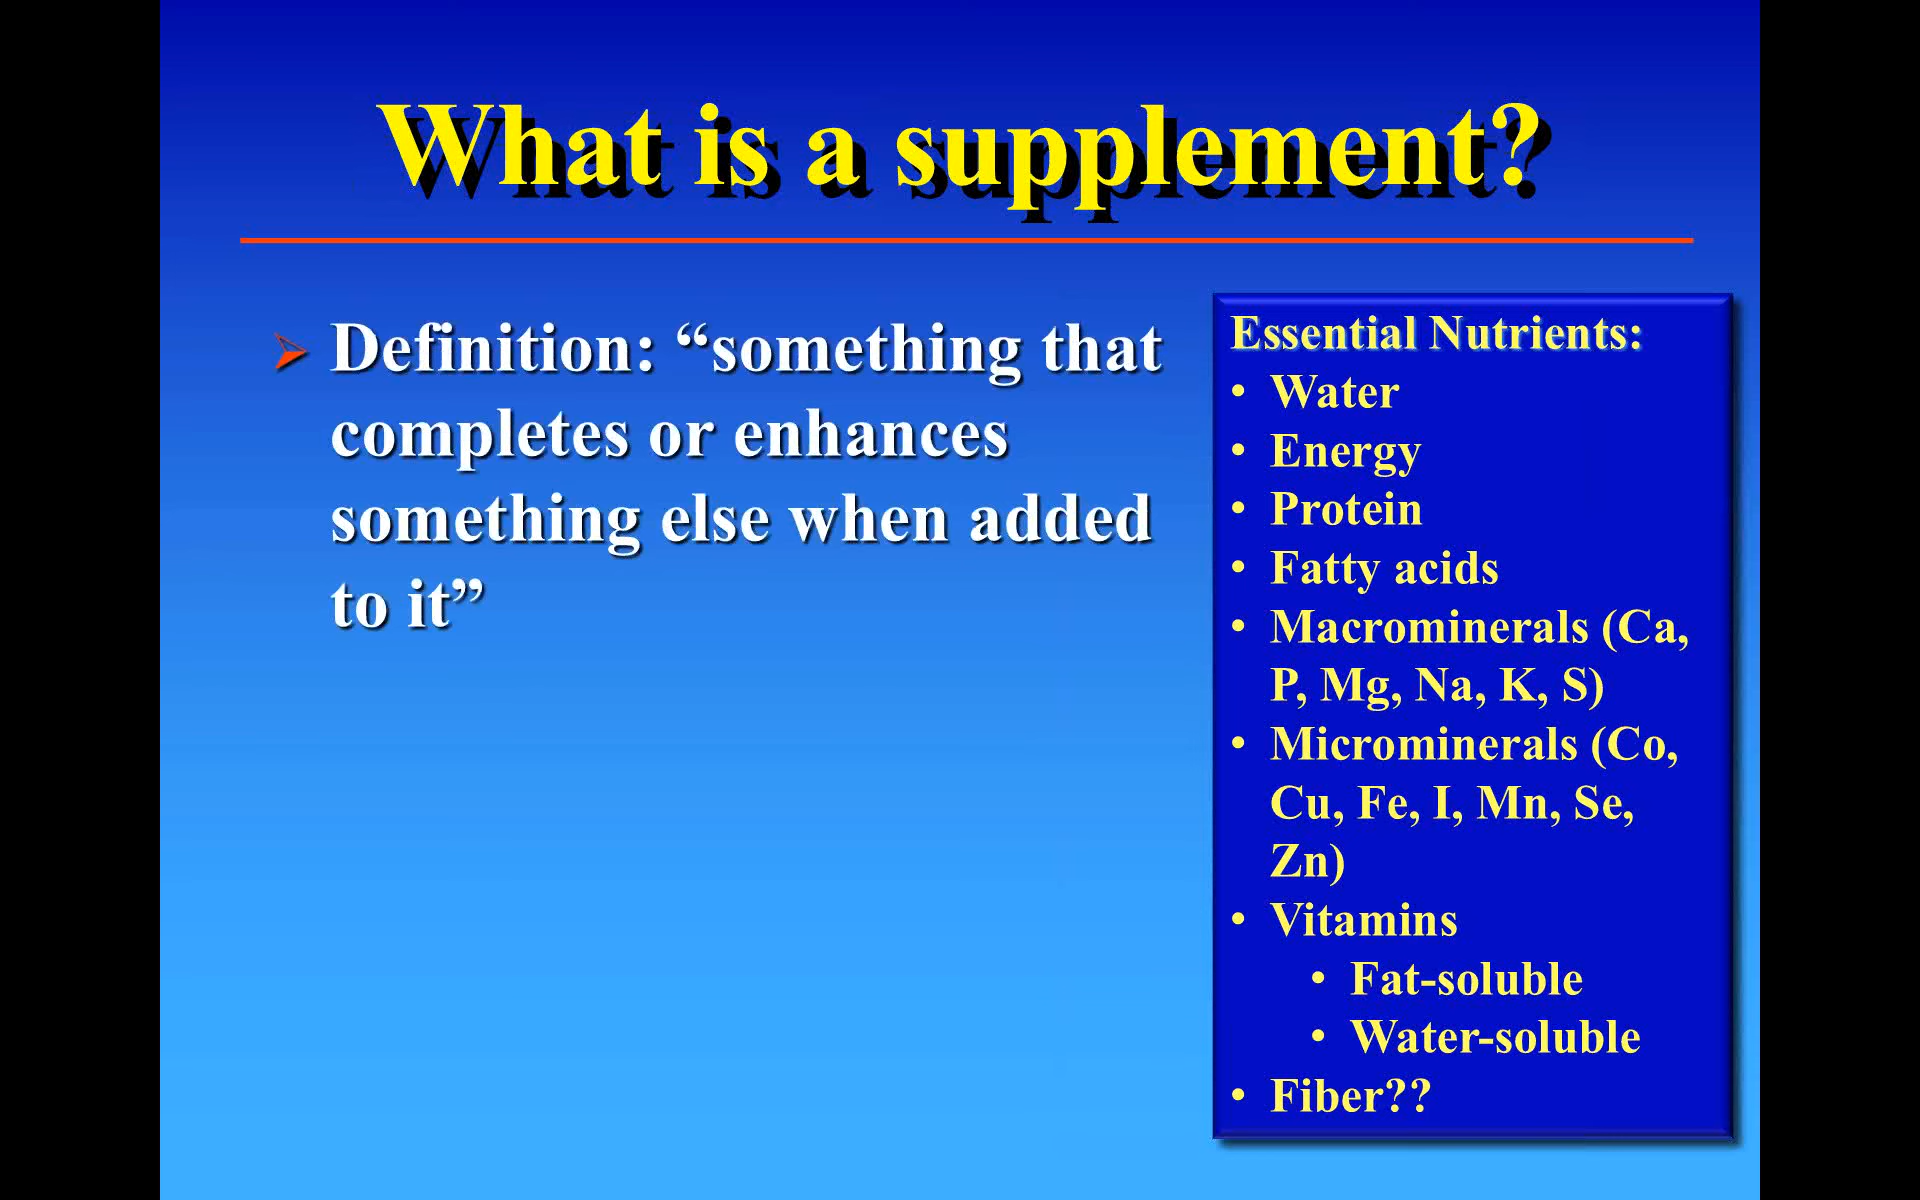 What is a supplement?
Definition: “something that
completes or enhances
something else when added
to it”
Essential Nutrients:
• Water
• Energy
• Protein
• Fatty acids
• Macrominerals (Ca,
P, Mg, Na, K, S)
• Microminerals (Co,
Cu, Fe, I, Mn, Se,
Zn)
• Vitamins
• Fat-soluble
• Water-soluble
• Fiber??